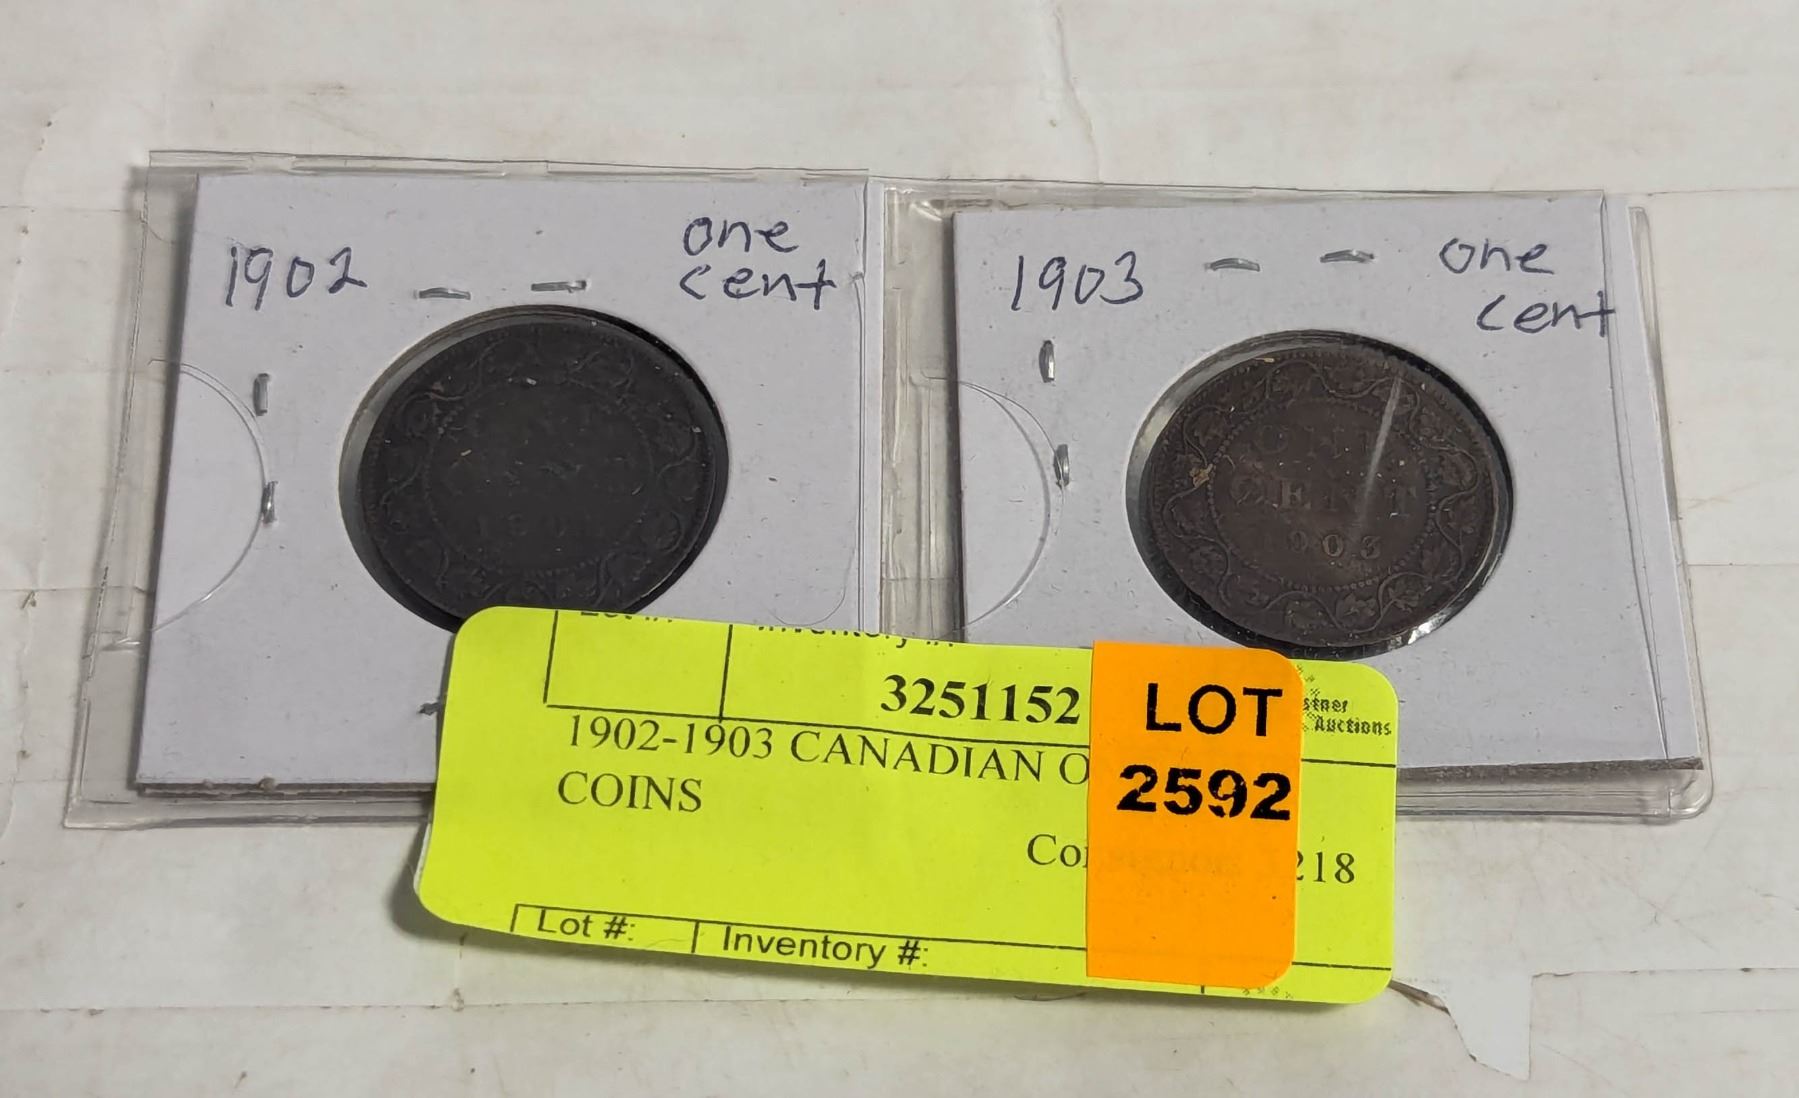 1902
one
cent
1903
one
cent
ONE
CENT
1903
3251152
LOT
2592
Auctions
1902-1903 CANADIAN O
COINS
218
Lot #:
Inventory #: